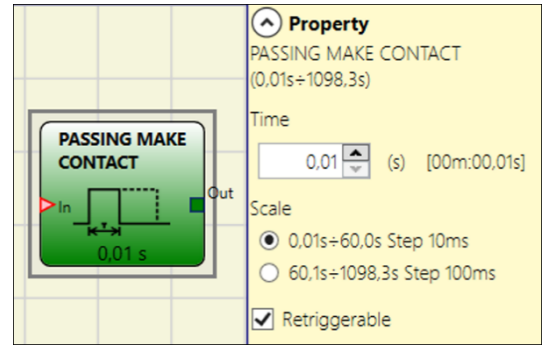 PASSING MAKE
CONTACT
In
Out
0,01 s
Property
PASSING MAKE CONTACT
(0,01s÷1098,3s)
Time
0,01 (s) [00m:00,01s]
Scale
0,01s÷60,0s Step 10ms
60,1s÷1098,3s Step 100ms
Retriggerable